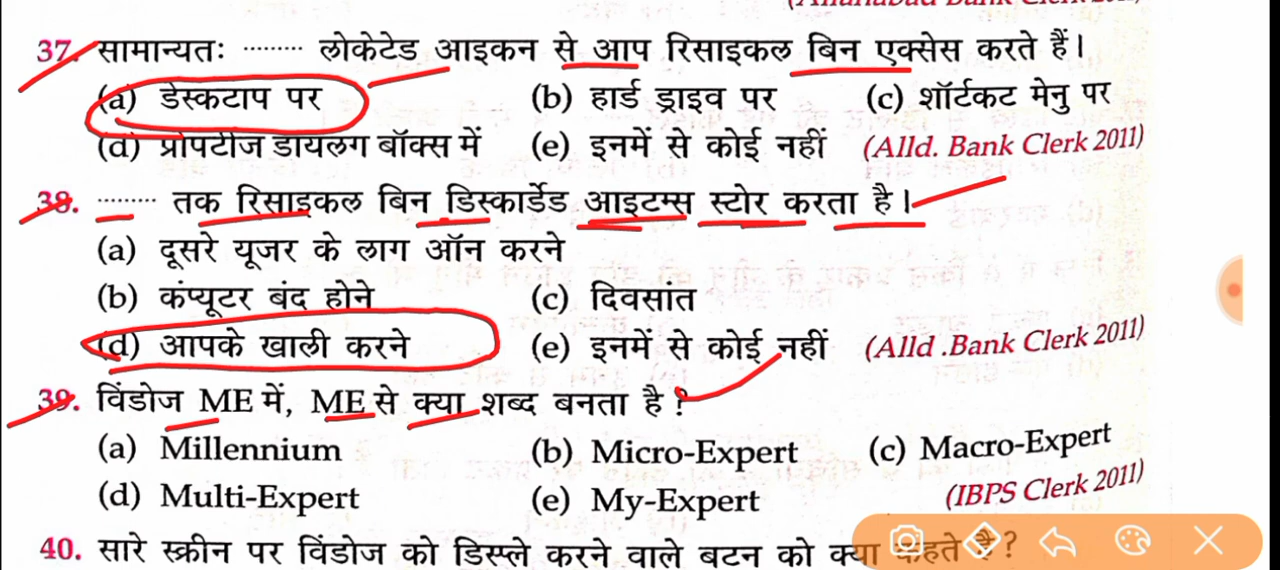 37. सामान्यतः ......... लोकेटेड आइकन से आप रिसाइकल बिन एक्सेस करते हैं।
(a) डेस्कटाप पर (b) हार्ड ड्राइव पर (c) शॉर्टकट मेनु पर
(d) प्रोपर्टीज डायलग बॉक्स में (e) इनमें से कोई नहीं (Alld. Bank Clerk 2011)
38. ......... तक रिसाइकल बिन डिस्कार्डेड आइटम्स स्टोर करता है।
(a) दूसरे यूजर के लाग ऑन करने
(b) कंप्यूटर बंद होने (c) दिवसांत
(d) आपके खाली करने (e) इनमें से कोई नहीं (Alld .Bank Clerk 2011)
39. विंडोज ME में, ME से क्या शब्द बनता है?
(a) Millennium (b) Micro-Expert (c) Macro-Expert
(d) Multi-Expert (e) My-Expert (IBPS Clerk 2011)
40. सारे स्क्रीन पर विंडोज को डिस्प्ले करने वाले बटन को क्या कहते है?